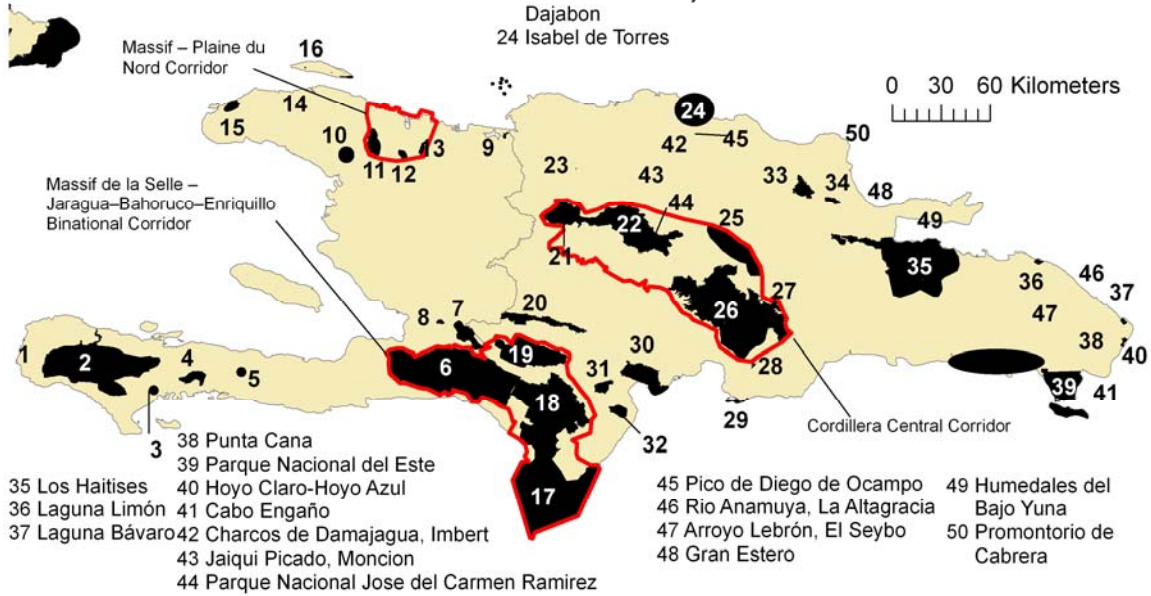 Dajabon
24 Isabel de Torres
Massif – Plaine du
Nord Corridor
16
0 30 60 Kilometers
14
15
10
11
12
13
9
24
42
45
50
23
43
33
34
48
Massif de la Selle –
Jaragua–Bahoruco–Enriquillo
Binational Corridor
44
22
25
49
21
35
36
46
37
27
26
47
20
7
8
1
2
4
5
6
19
31
30
28
38
40
18
39
41
29
3
32
Cordillera Central Corridor
17
35 Los Haitises
36 Laguna Limón
37 Laguna Bávaro
38 Punta Cana
39 Parque Nacional del Este
40 Hoyo Claro-Hoyo Azul
41 Cabo Engaño
42 Charcos de Damajagua, Imbert
43 Jaiqui Picado, Moncion
44 Parque Nacional Jose del Carmen Ramirez
45 Pico de Diego de Ocampo
46 Rio Anamuya, La Altagracia
47 Arroyo Lebrón, El Seybo
48 Gran Estero
49 Humedales del
Bajo Yuna
50 Promontorio de
Cabrera